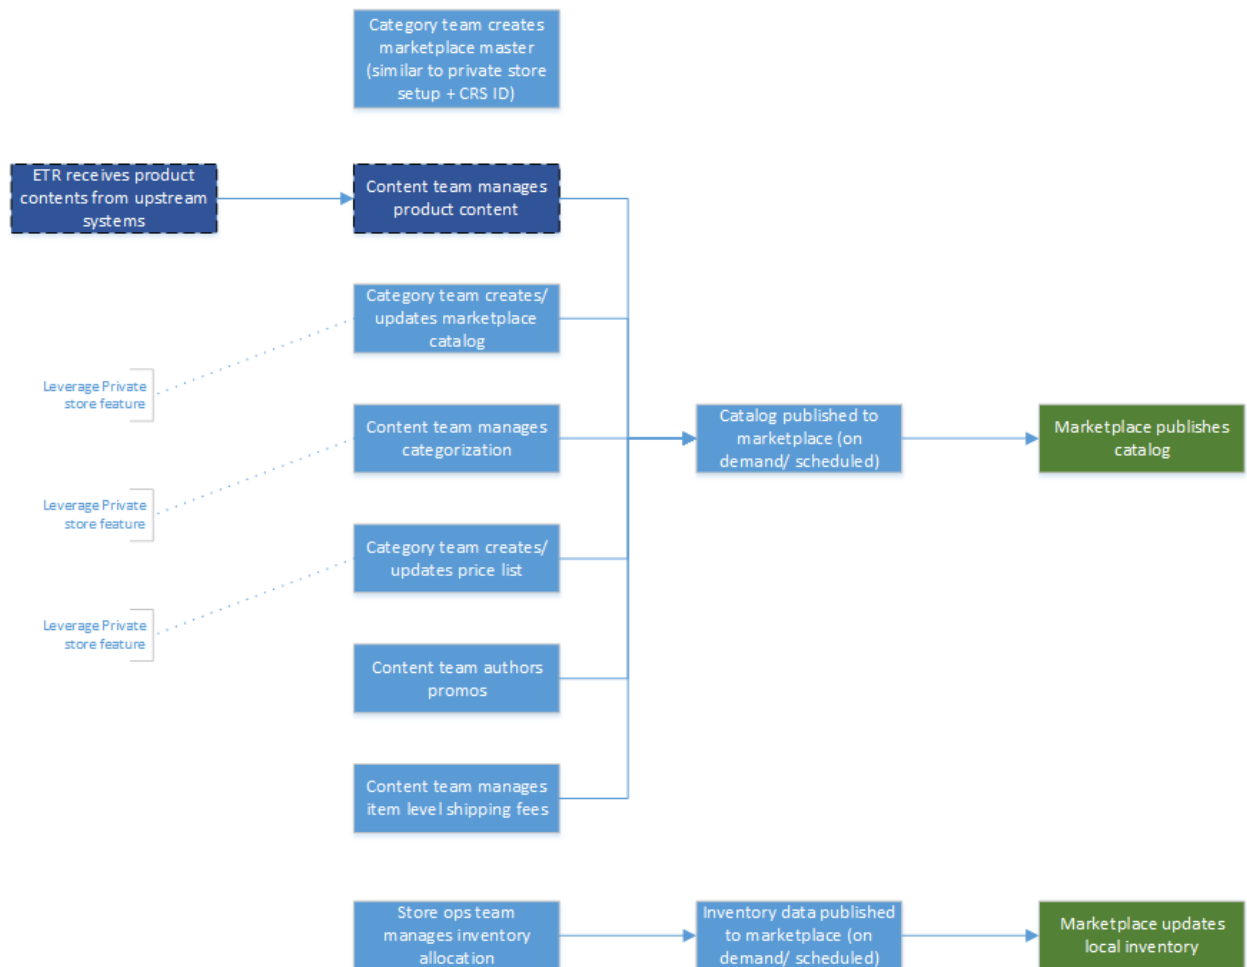 Category team creates
marketplace master
(similar to private store
setup + CRS ID)
ETR receives product
contents from upstream
systems
Content team manages
product content
Category team creates/
updates marketplace
catalog
Leverage Private
store feature
Content team manages
categorization
Catalog published to
marketplace (on
demand/ scheduled)
Marketplace publishes
catalog
Leverage Private
store feature
Category team creates/
updates price list
Leverage Private
store feature
Content team authors
promos
Content team manages
item level shipping fees
Store ops team
manages inventory
allocation
Inventory data published
to marketplace (on
demand/ scheduled)
Marketplace updates
local inventory